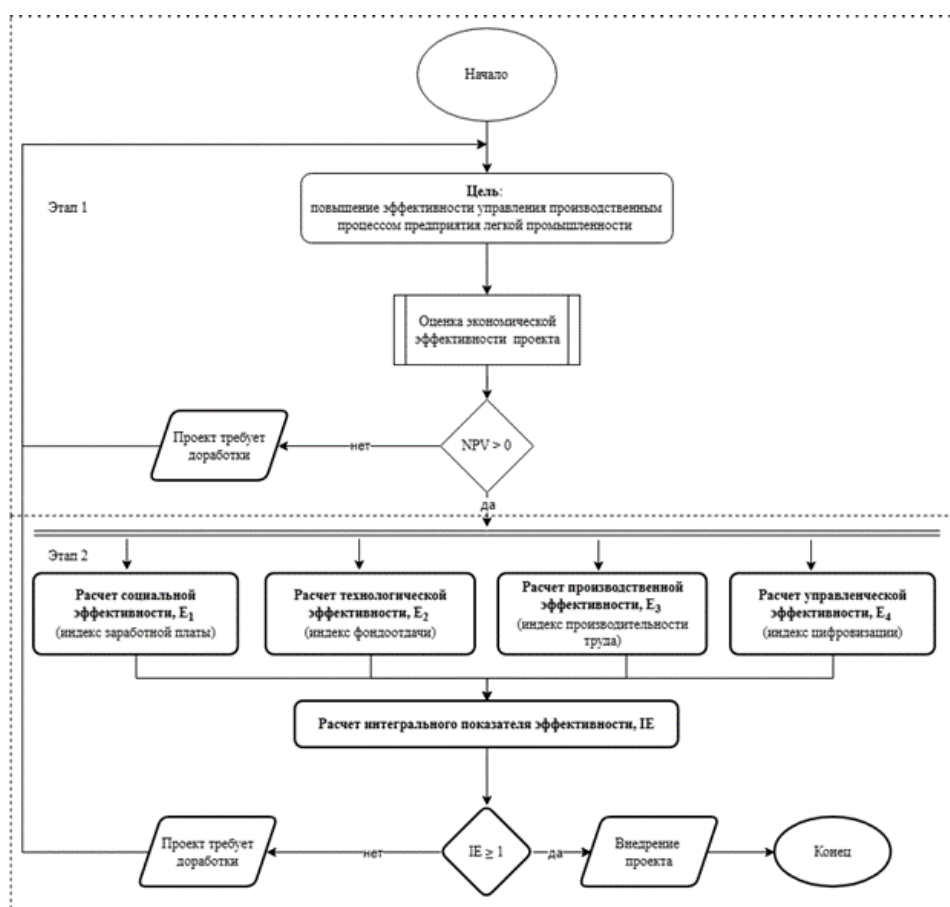 Начало
Этап 1
Цель:
повышение эффективности управления производственным
процессом предприятия легкой промышленности
Оценка экономической
эффективности проекта
Проект требует
доработки
нет
NPV > 0
да
Этап 2
Расчет социальной
эффективности, E₁
(индекс заработной платы)
Расчет технологической
эффективности, E₂
(индекс фондоотдачи)
Расчет производственной
эффективности, E₃
(индекс производительности
труда)
Расчет управленческой
эффективности, E₄
(индекс цифровизации)
Расчет интегрального показателя эффективности, IE
Проект требует
доработки
нет
IE ≥ 1
да
Внедрение
проекта
Конец